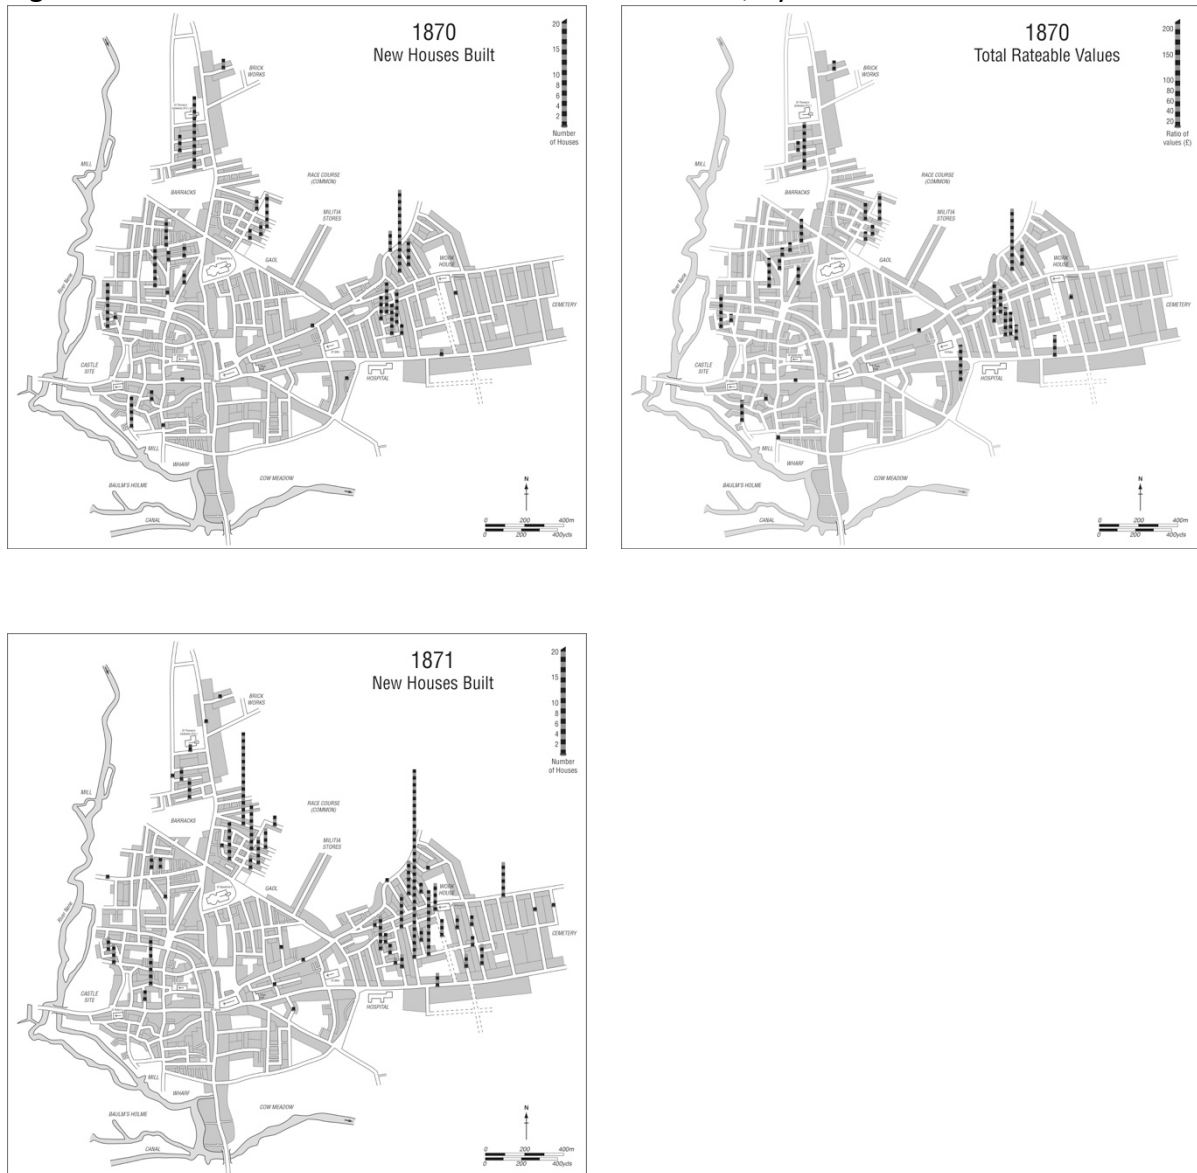 1870
New Houses Built
20
15
10
8
6
4
2
Number
of Houses
BRICK
WORKS
MILL
BARRACKS
RACE COURSE
(COMMON)
MILITIA
STORES
River Nene
GAOL
WORK
HOUSE
CEMETERY
CASTLE
SITE
HOSPITAL
MILL
WHARF
BAULM'S HOLME
COW MEADOW
CANAL
N
0 200 400m
0 200 400yds
1870
Total Rateable Values
200
150
100
80
60
40
20
Ratio of
values (£)
BRICK
WORKS
MILL
BARRACKS
RACE COURSE
(COMMON)
MILITIA
STORES
River Nene
GAOL
WORK
HOUSE
CEMETERY
CASTLE
SITE
HOSPITAL
MILL
WHARF
BAULM'S HOLME
COW MEADOW
CANAL
N
0 200 400m
0 200 400yds
1871
New Houses Built
20
15
10
8
6
4
2
Number
of Houses
BRICK
WORKS
MILL
BARRACKS
RACE COURSE
(COMMON)
MILITIA
STORES
River Nene
GAOL
WORK
HOUSE
CEMETERY
CASTLE
SITE
HOSPITAL
MILL
WHARF
BAULM'S HOLME
COW MEADOW
CANAL
N
0 200 400m
0 200 400yds